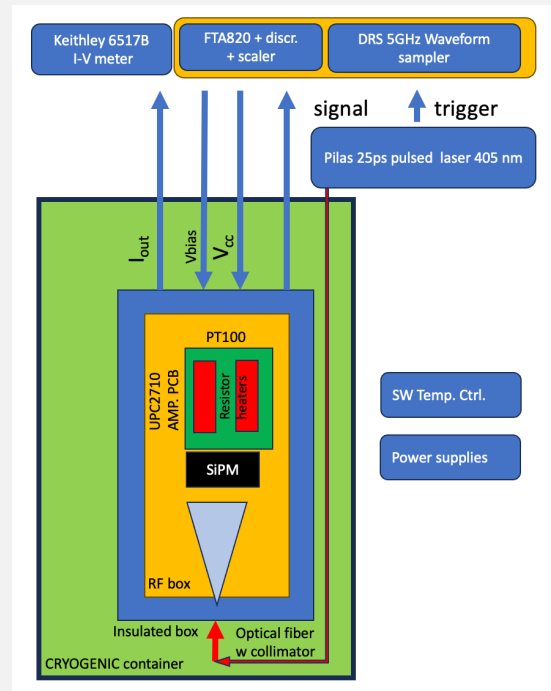 Keithley 6517B
I-V meter
FTA820 + discr.
+ scaler
DRS 5GHz Waveform
sampler
signal
trigger
Pilas 25ps pulsed laser 405 nm
Iout
Vbias
Vcc
PT100
UPC2710
AMP. PCB
Resistor
heaters
SiPM
RF box
Insulated box
Optical fiber
w collimator
CRYOGENIC container
SW Temp. Ctrl.
Power supplies